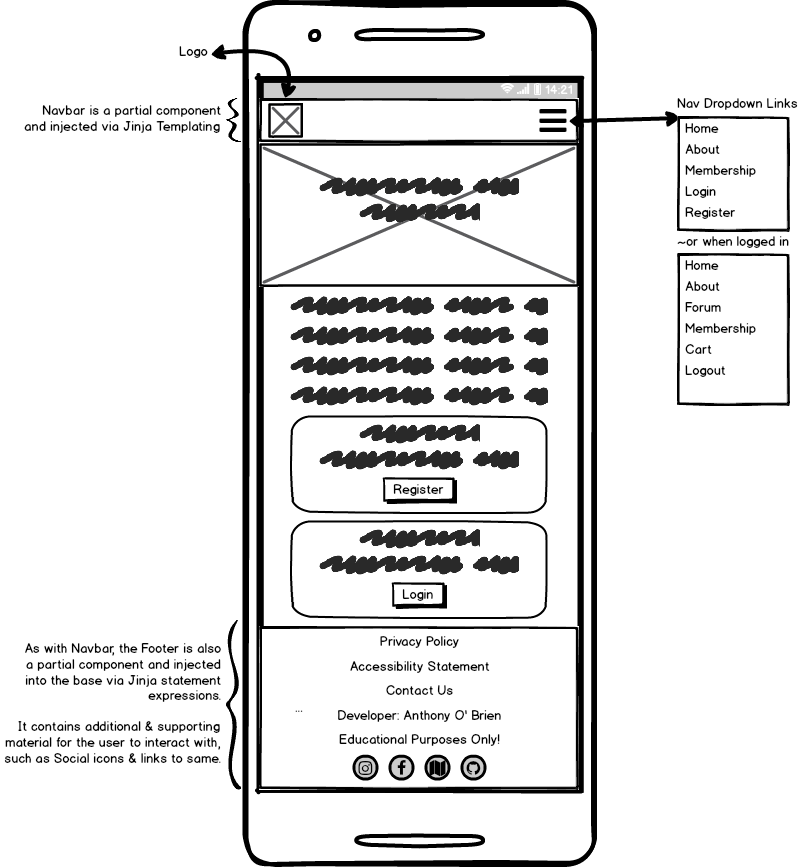 Logo
14:21
Navbar is a partial component
and injected via Jinja Templating
Nav Dropdown Links
Home
About
Membership
Login
Register
~or when logged in
Home
About
Forum
Membership
Cart
Logout
Register
Login
As with Navbar, the Footer is also
a partial component and injected
into the base via Jinja statement
expressions.
It contains additional & supporting
material for the user to interact with,
such as Social icons & links to same.
Privacy Policy
Accessibility Statement
Contact Us
...
Developer: Anthony O' Brien
Educational Purposes Only!